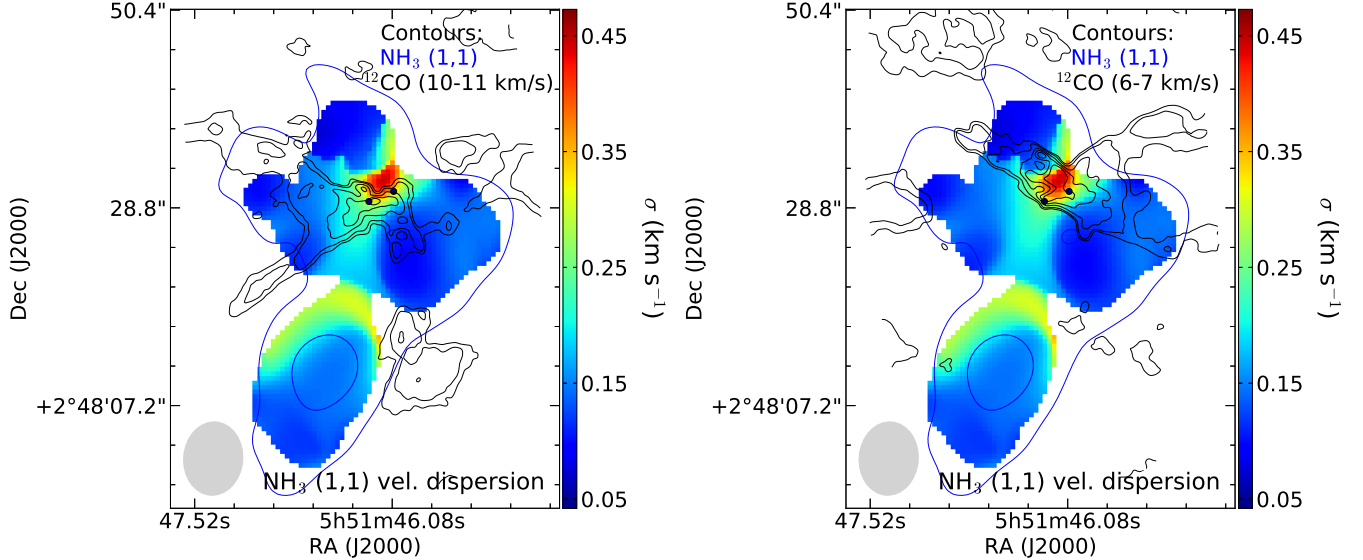 50.4"
28.8"
+2°48'07.2"
Dec (J2000)
47.52s
5h51m46.08s
RA (J2000)
Contours:
NH₃ (1,1)
¹²CO (10-11 km/s)
NH₃ (1,1) vel. dispersion
0.45
0.35
0.25
0.15
0.05
σ (km s⁻¹)
50.4"
28.8"
+2°48'07.2"
Dec (J2000)
47.52s
5h51m46.08s
RA (J2000)
Contours:
NH₃ (1,1)
¹²CO (6-7 km/s)
NH₃ (1,1) vel. dispersion
0.45
0.35
0.25
0.15
0.05
σ (km s⁻¹)